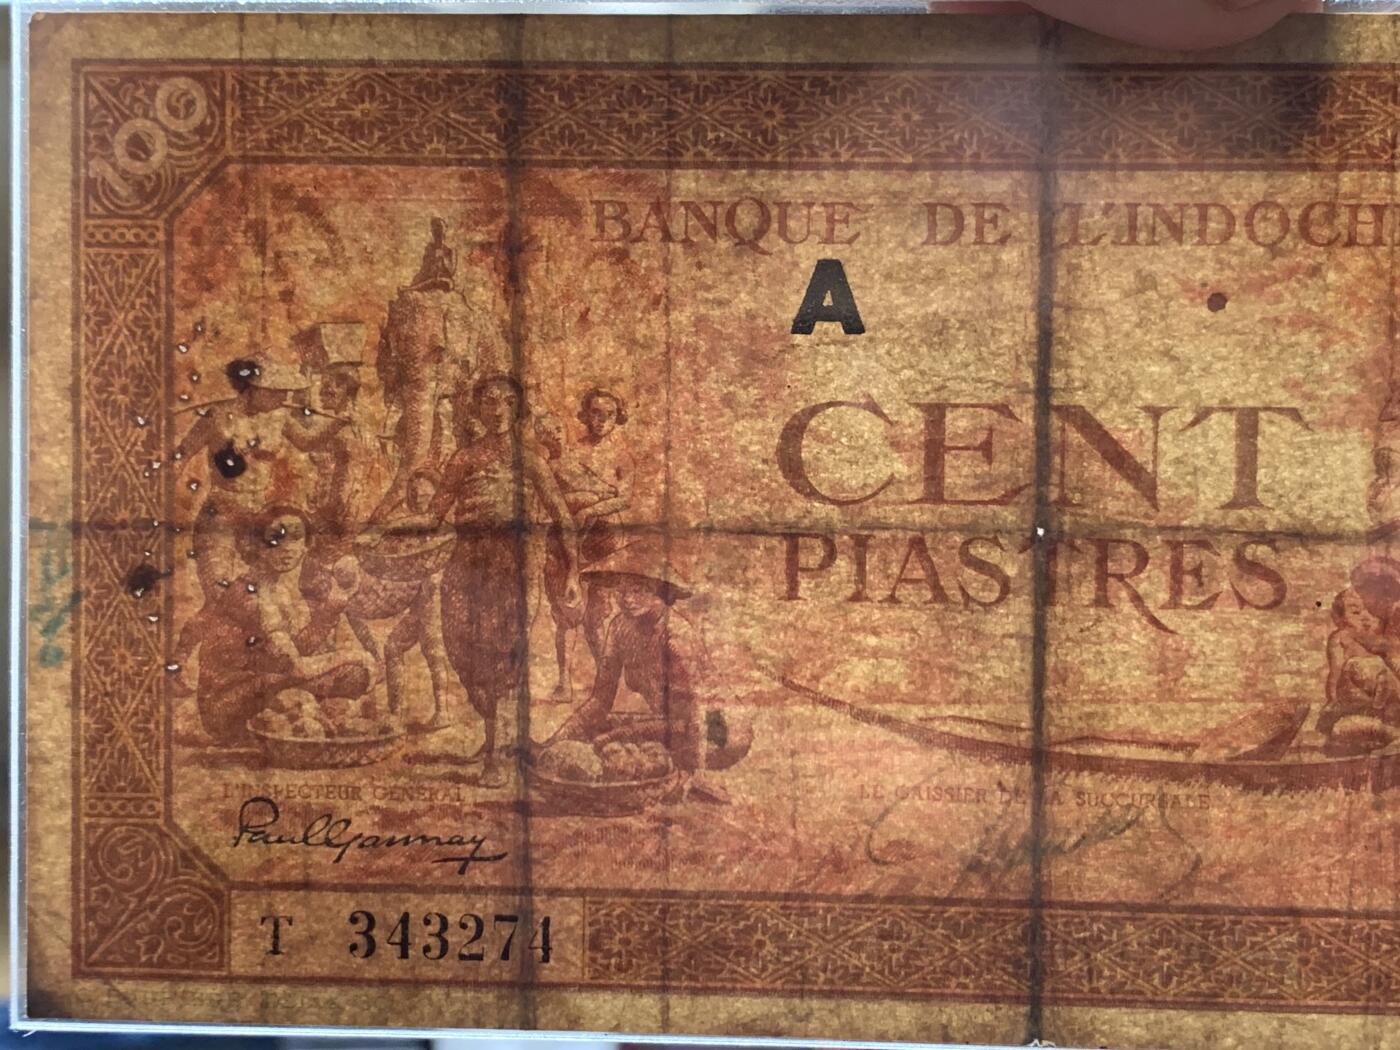 100
BANQUE DE L'INDOCH
A
CENT
PIASTRES
L'INSPECTEUR GÉNÉRAL
LE CAISSIER DE LA SUCCURSALE
Paul Gannay
T 343274